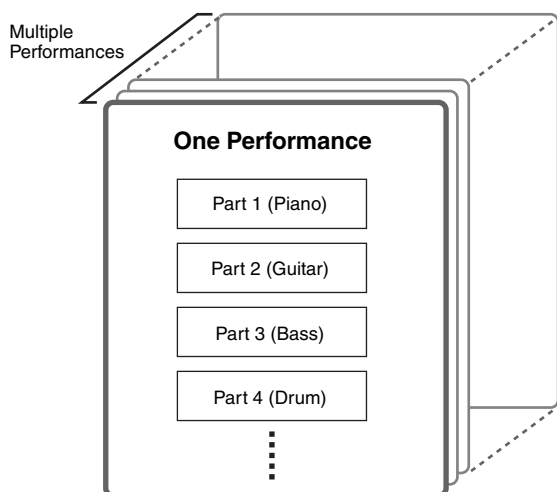 Multiple
Performances
One Performance
Part 1 (Piano)
Part 2 (Guitar)
Part 3 (Bass)
Part 4 (Drum)